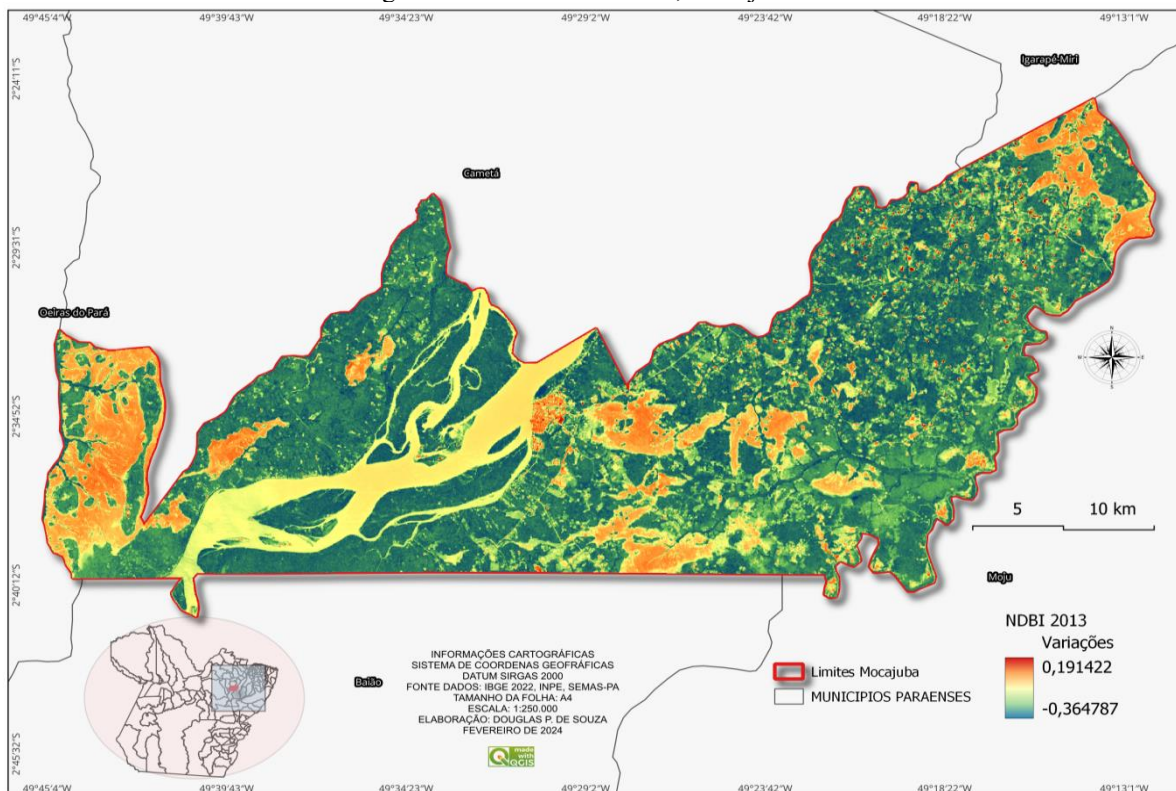 49°45'4"W 49°39'43"W 49°34'23"W 49°29'2"W 49°23'42"W 49°18'22"W 49°13'1"W
2°24'11"S
Igarapé-Miri
Cametá
2°29'31"S
Oeiras do Pará
N
W E
S
2°34'52"S
5 10 km
2°40'12"S
Moju
NDBI 2013
Variações
0,191422
-0,364787
Limites Mocajuba
MUNICIPIOS PARAENSES
Baião
INFORMAÇÕES CARTOGRÁFICAS
SISTEMA DE COORDENAS GEOFRÁFICAS
DATUM SIRGAS 2000
FONTE DADOS: IBGE 2022, INPE, SEMAS-PA
TAMANHO DA FOLHA: A4
ESCALA: 1:250.000
ELABORAÇÃO: DOUGLAS P. DE SOUZA
FEVEREIRO DE 2024
made
with
QGIS
2°45'32"S
49°45'4"W 49°39'43"W 49°34'23"W 49°29'2"W 49°23'42"W 49°18'22"W 49°13'1"W